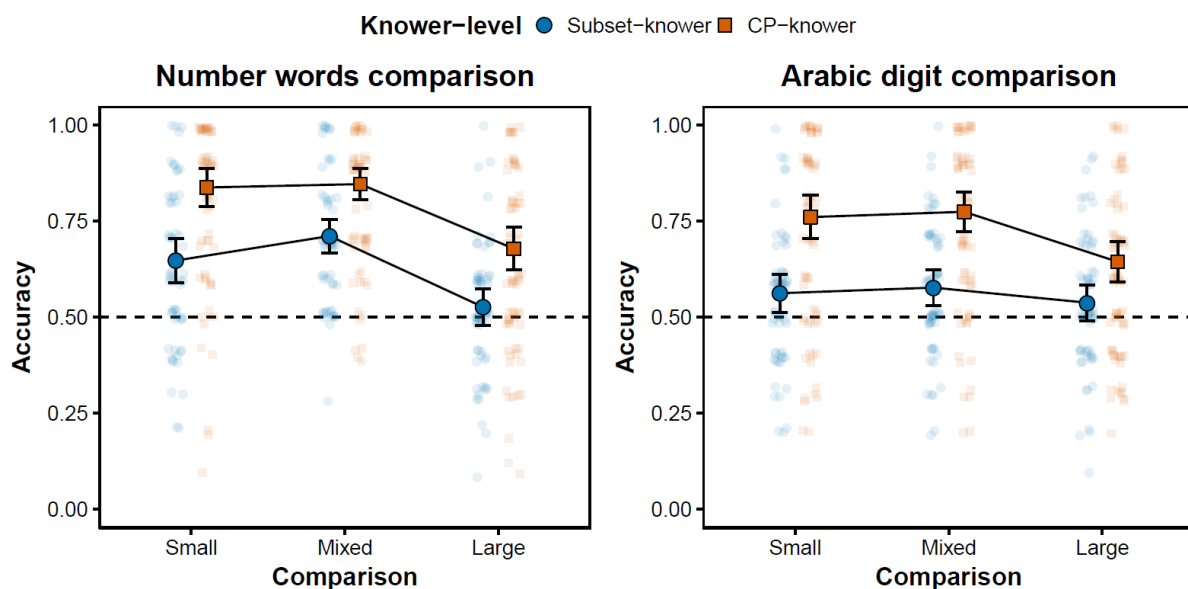 Knower−level Subset−knower CP−knower
Number words comparison
Accuracy
1.00
0.75
0.50
0.25
0.00
Small Mixed Large
Comparison
Arabic digit comparison
Accuracy
1.00
0.75
0.50
0.25
0.00
Small Mixed Large
Comparison